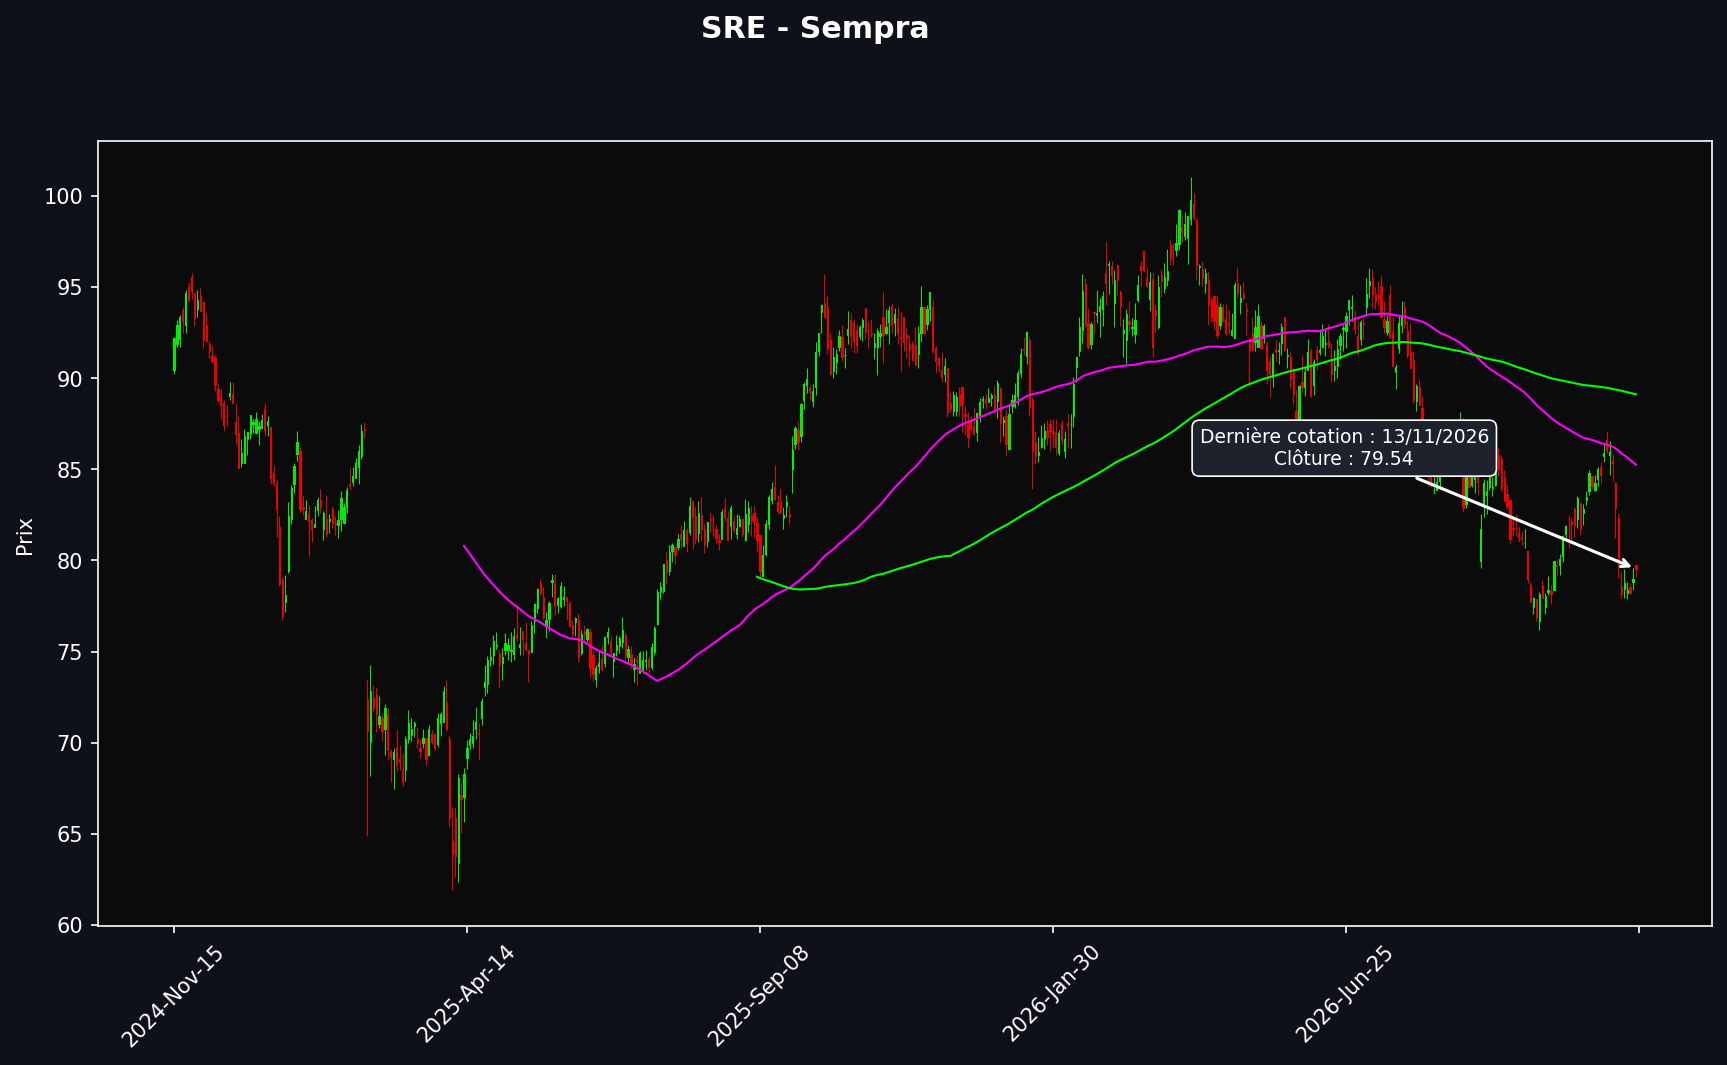 SRE - Sempra
Prix
100
95
90
85
80
75
70
65
60
Dernière cotation : 13/11/2026
Clôture : 79.54
2024-Nov-15
2025-Apr-14
2025-Sep-08
2026-Jan-30
2026-Jun-25